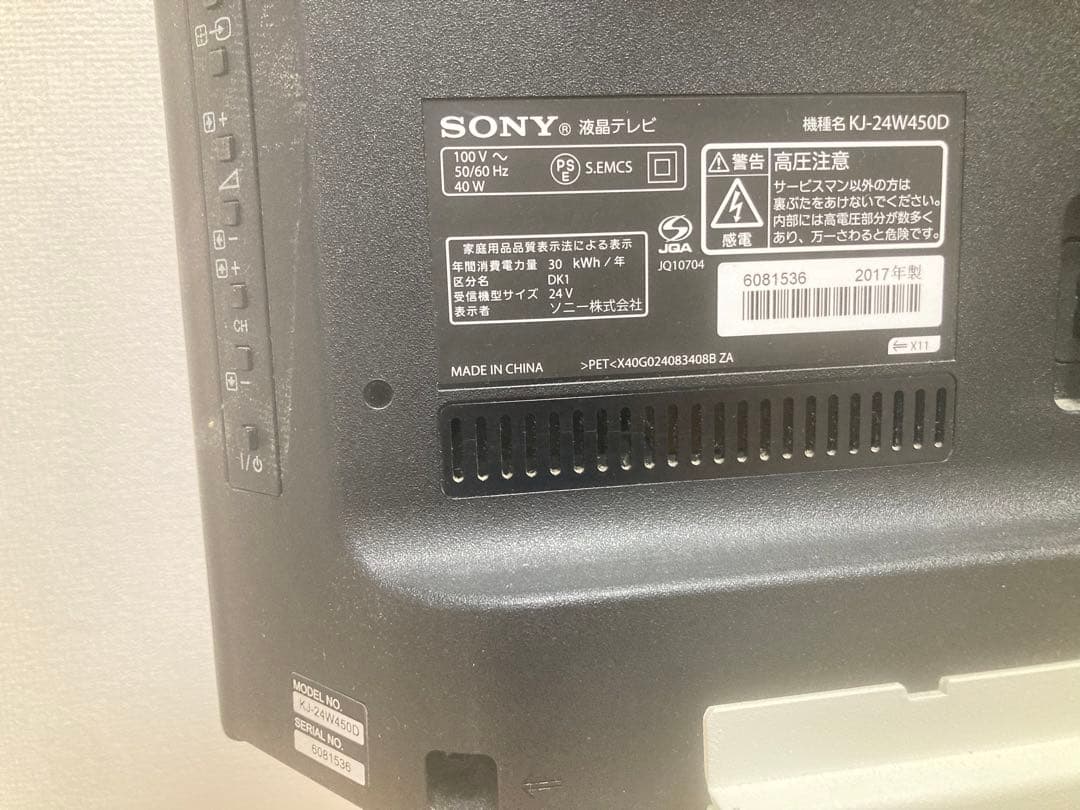 SONY® 液晶テレビ
機種名 KJ-24W450D
100 V ～
50/60 Hz
40 W
PS
E
S.EMCS
警告 高圧注意
サービスマン以外の方は
裏ぶたをあけないでください。
内部には高電圧部分が数多く
あり、万一さわると危険です。
感電
家庭用品品質表示法による表示
年間消費電力量 30 kWh/年
区分名 DK1
受信機型サイズ 24V
表示者 ソニー株式会社
JQA
JQ10704
6081536 2017年製
X11
MADE IN CHINA >PET<X40G024083408B ZA
+
-
+
CH
-
MODEL NO.
KJ-24W450D
SERIAL NO.
6081536